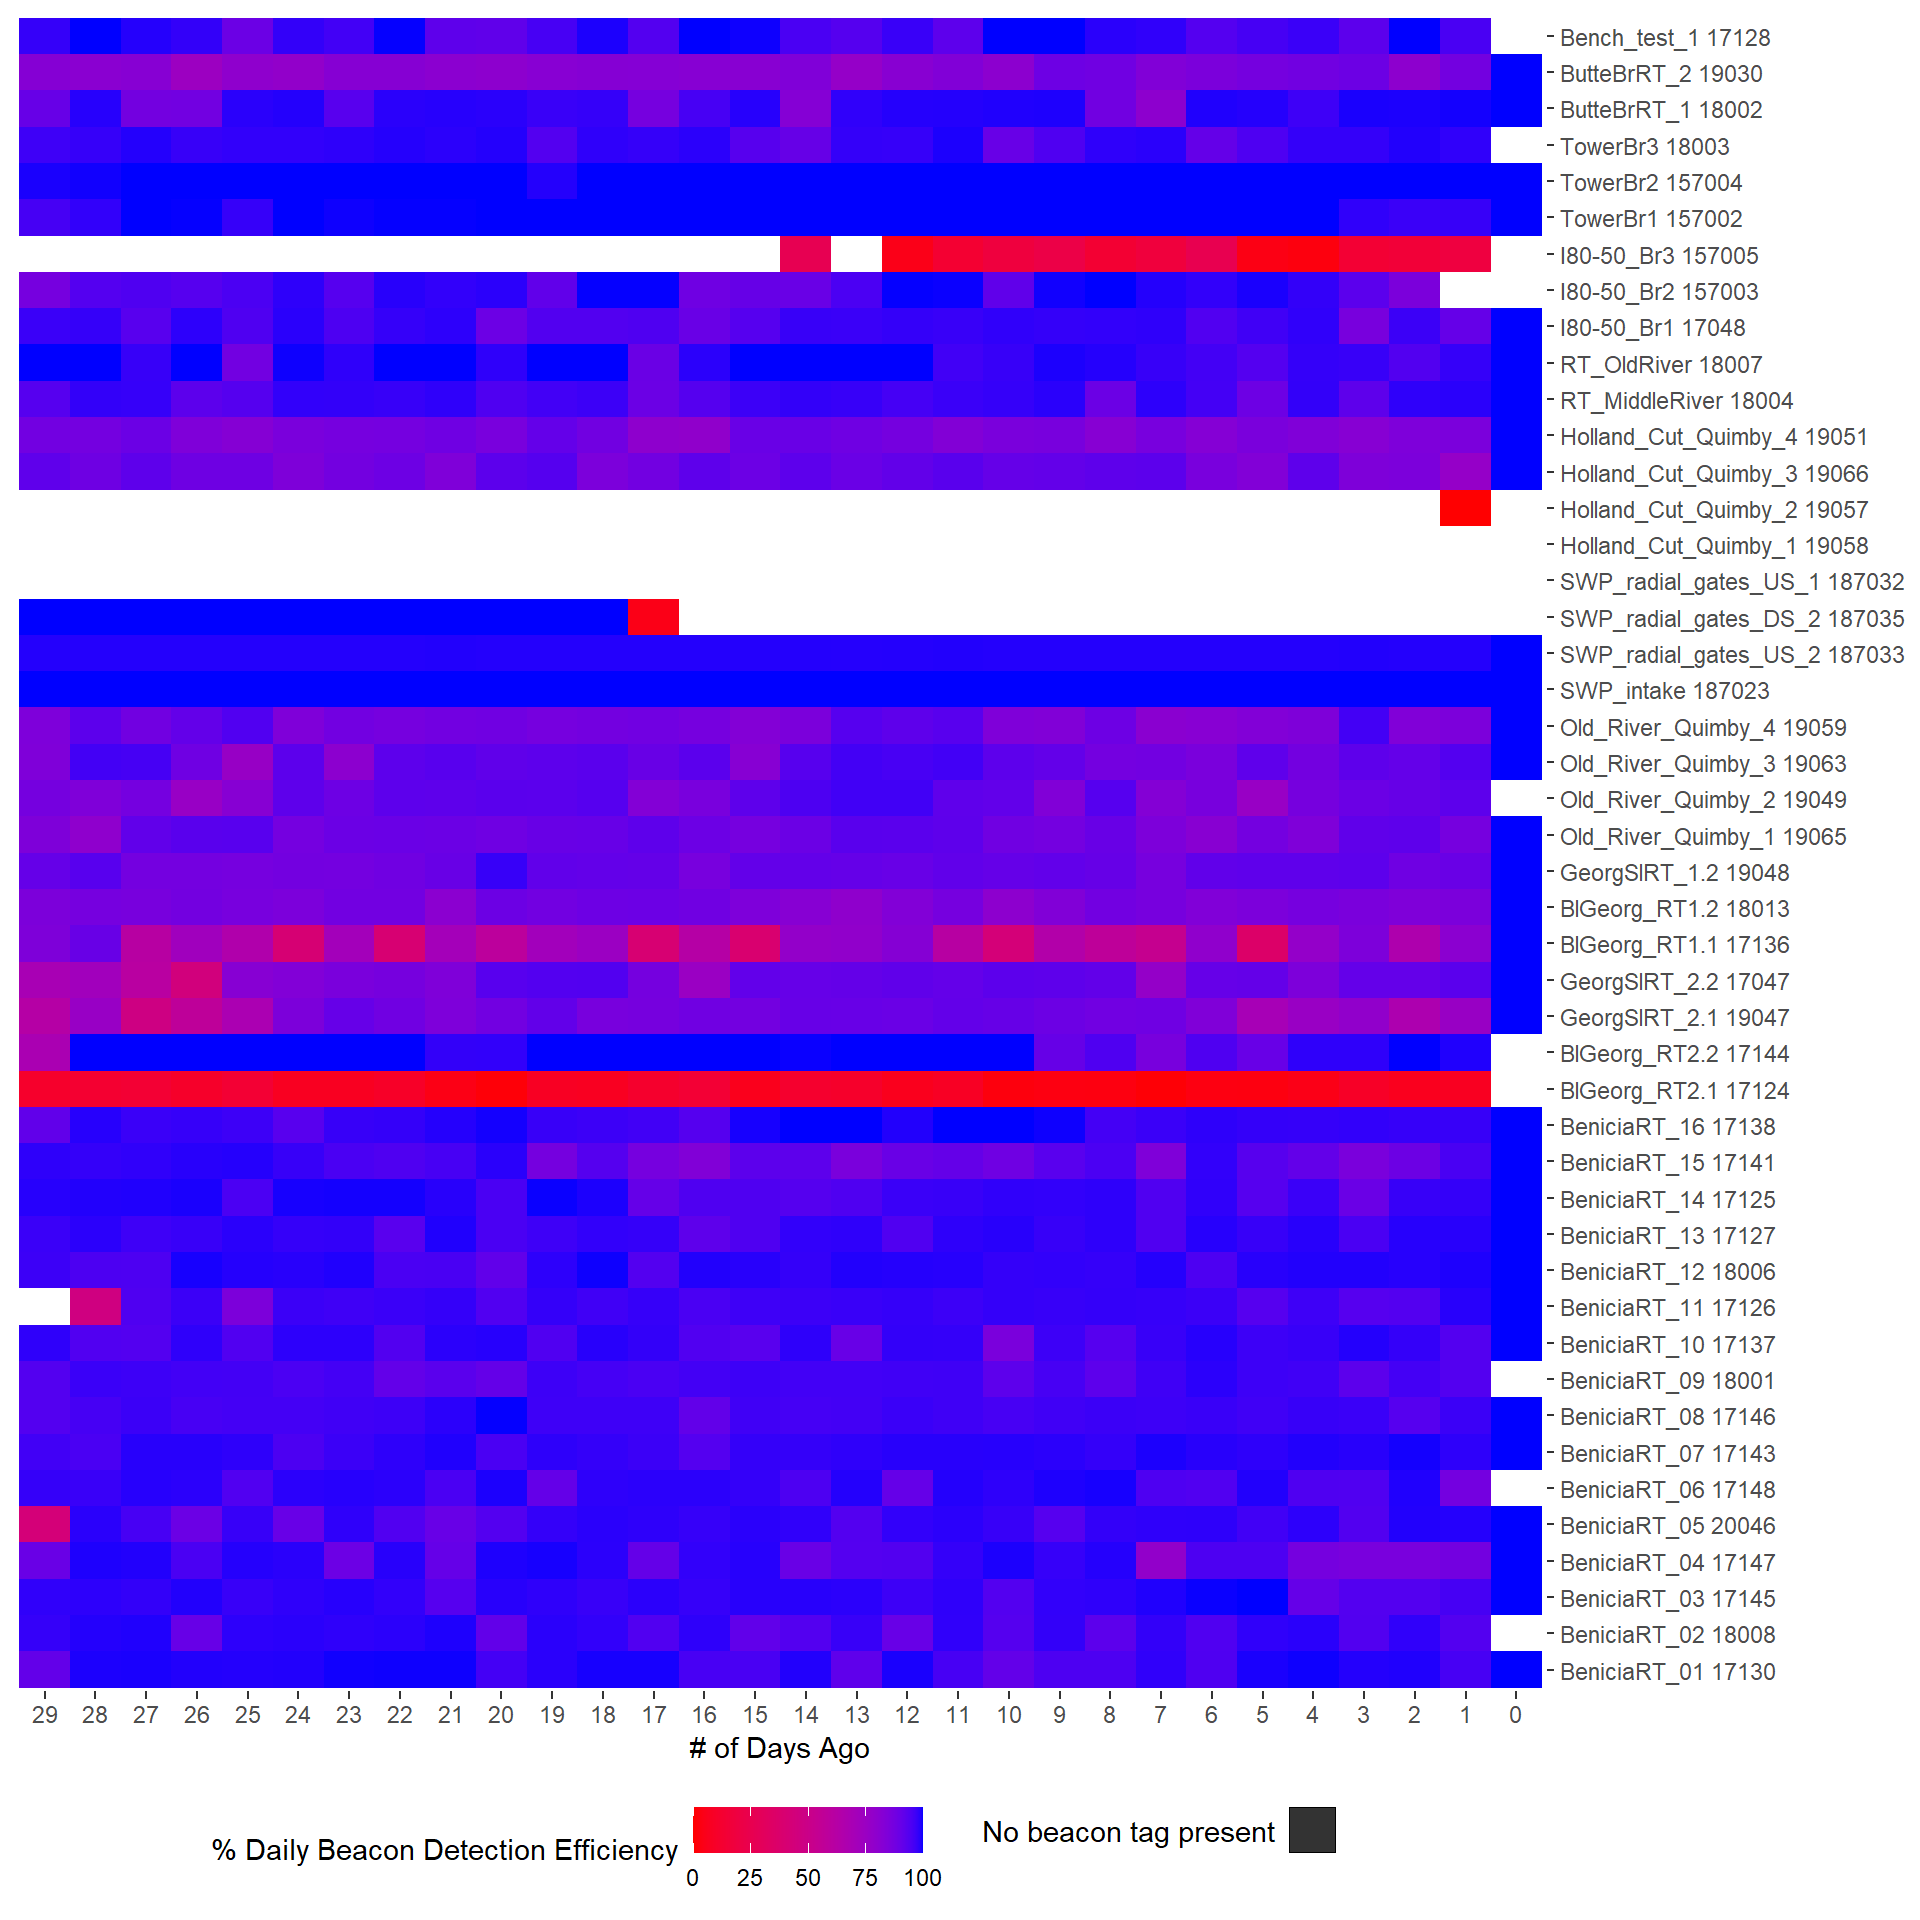 Bench_test_1 17128
ButteBrRT_2 19030
ButteBrRT_1 18002
TowerBr3 18003
TowerBr2 157004
TowerBr1 157002
I80-50_Br3 157005
I80-50_Br2 157003
I80-50_Br1 17048
RT_OldRiver 18007
RT_MiddleRiver 18004
Holland_Cut_Quimby_4 19051
Holland_Cut_Quimby_3 19066
Holland_Cut_Quimby_2 19057
Holland_Cut_Quimby_1 19058
SWP_radial_gates_US_1 187032
SWP_radial_gates_DS_2 187035
SWP_radial_gates_US_2 187033
SWP_intake 187023
Old_River_Quimby_4 19059
Old_River_Quimby_3 19063
Old_River_Quimby_2 19049
Old_River_Quimby_1 19065
GeorgSlRT_1.2 19048
BlGeorg_RT1.2 18013
BlGeorg_RT1.1 17136
GeorgSlRT_2.2 17047
GeorgSlRT_2.1 19047
BlGeorg_RT2.2 17144
BlGeorg_RT2.1 17124
BeniciaRT_16 17138
BeniciaRT_15 17141
BeniciaRT_14 17125
BeniciaRT_13 17127
BeniciaRT_12 18006
BeniciaRT_11 17126
BeniciaRT_10 17137
BeniciaRT_09 18001
BeniciaRT_08 17146
BeniciaRT_07 17143
BeniciaRT_06 17148
BeniciaRT_05 20046
BeniciaRT_04 17147
BeniciaRT_03 17145
BeniciaRT_02 18008
BeniciaRT_01 17130
29 28 27 26 25 24 23 22 21 20 19 18 17 16 15 14 13 12 11 10 9 8 7 6 5 4 3 2 1 0
# of Days Ago
% Daily Beacon Detection Efficiency
0 25 50 75 100
No beacon tag present